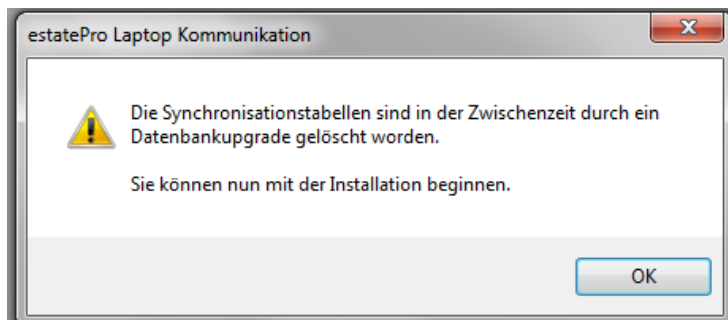 estatePro Laptop Kommunikation
Die Synchronisationstabellen sind in der Zwischenzeit durch ein
Datenbankupgrade gelöscht worden.
Sie können nun mit der Installation beginnen.
OK